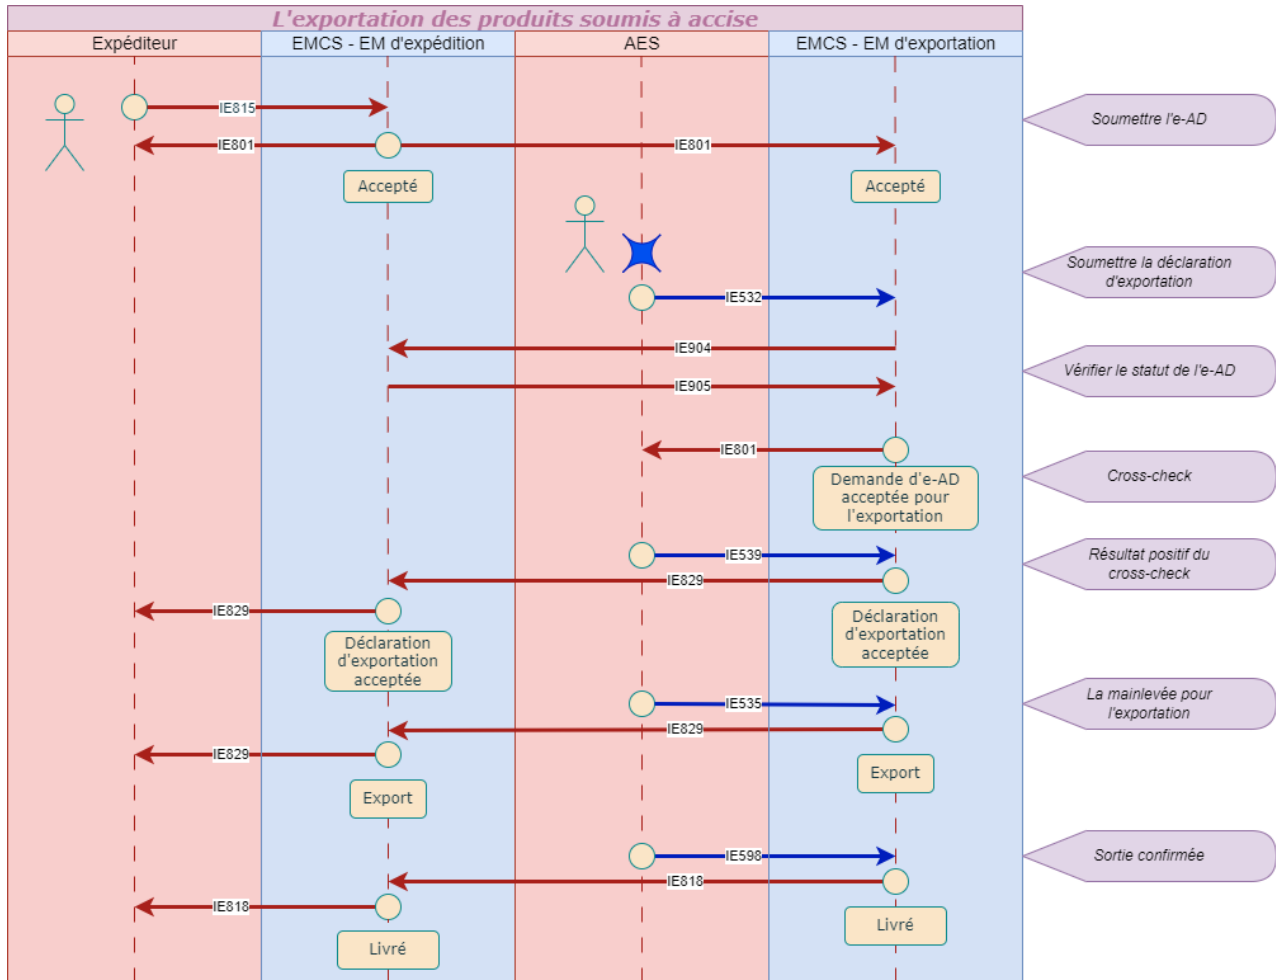 L'exportation des produits soumis à accise
Expéditeur
EMCS - EM d'expédition
AES
EMCS - EM d'exportation
IE815
Soumettre l'e-AD
IE801
IE801
Accepté
Accepté
Soumettre la déclaration
d'exportation
IE532
IE904
Vérifier le statut de l'e-AD
IE905
IE801
Cross-check
Demande d'e-AD
acceptée pour
l'exportation
IE539
Résultat positif du
cross-check
IE829
IE829
Déclaration
d'exportation
acceptée
Déclaration
d'exportation
acceptée
La mainlevée pour
l'exportation
IE535
IE829
IE829
Export
Export
IE598
Sortie confirmée
IE818
IE818
Livré
Livré